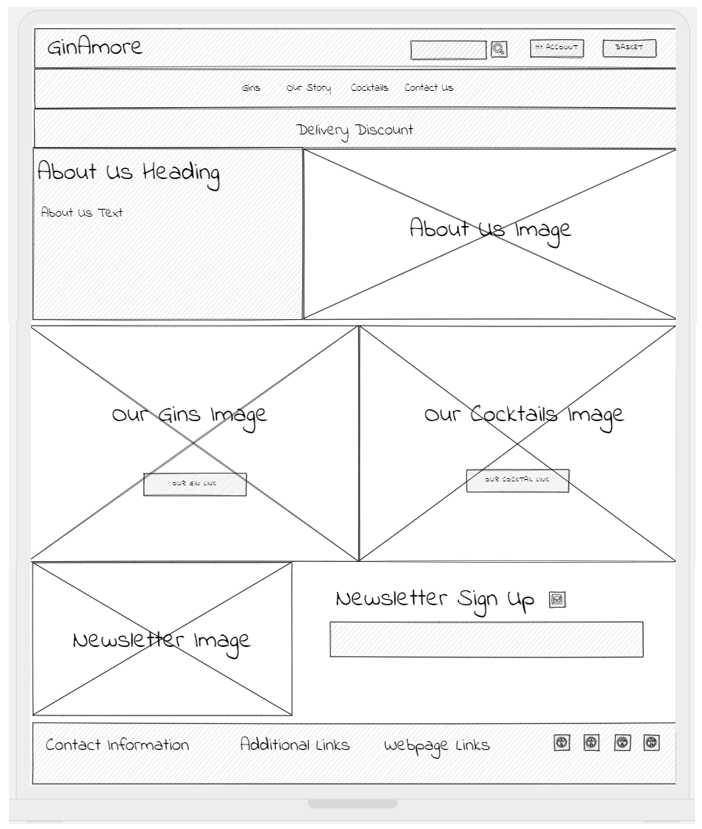 GinAmore
MY ACCOUNT
BASKET
Gins Our Story Cocktails Contact Us
Delivery Discount
About Us Heading
About Us Text
About Us Image
Our Gins Image
OUR GIN LINK
Our Cocktails Image
OUR COCKTAIL LINK
Newsletter Image
Newsletter Sign Up
Contact Information
Additional Links
Webpage Links